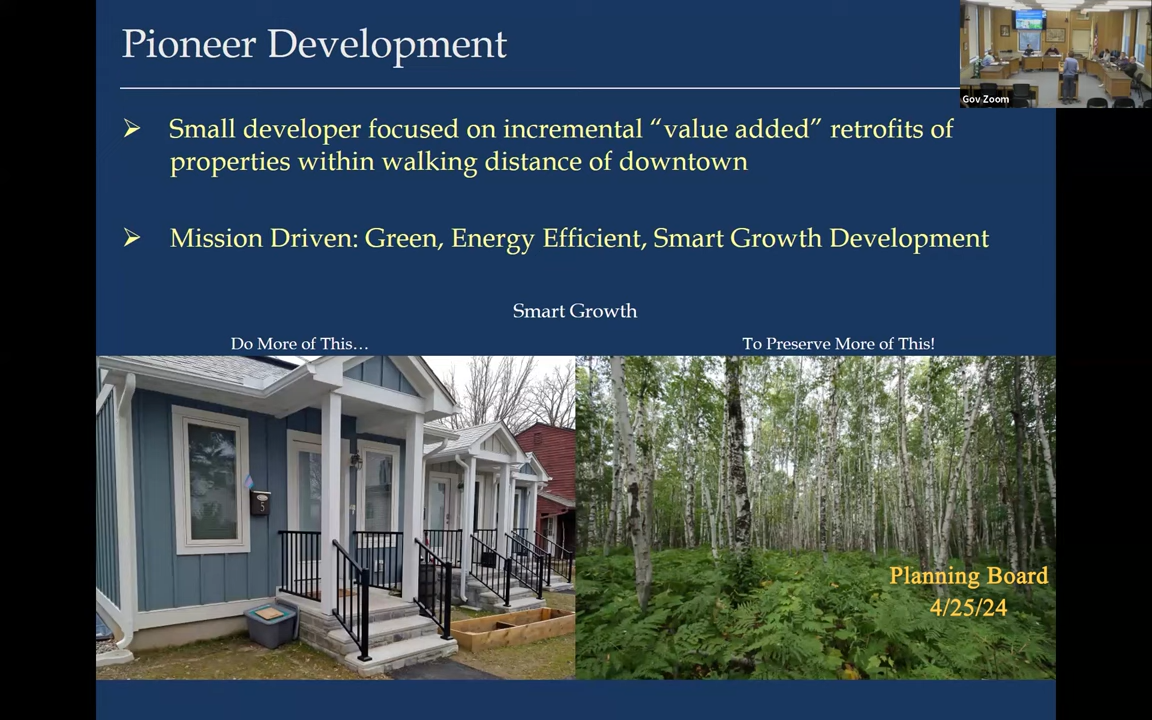 Pioneer Development
Gov Zoom
➢ Small developer focused on incremental “value added” retrofits of
properties within walking distance of downtown
➢ Mission Driven: Green, Energy Efficient, Smart Growth Development
Smart Growth
Do More of This…
To Preserve More of This!
5
Planning Board
4/25/24